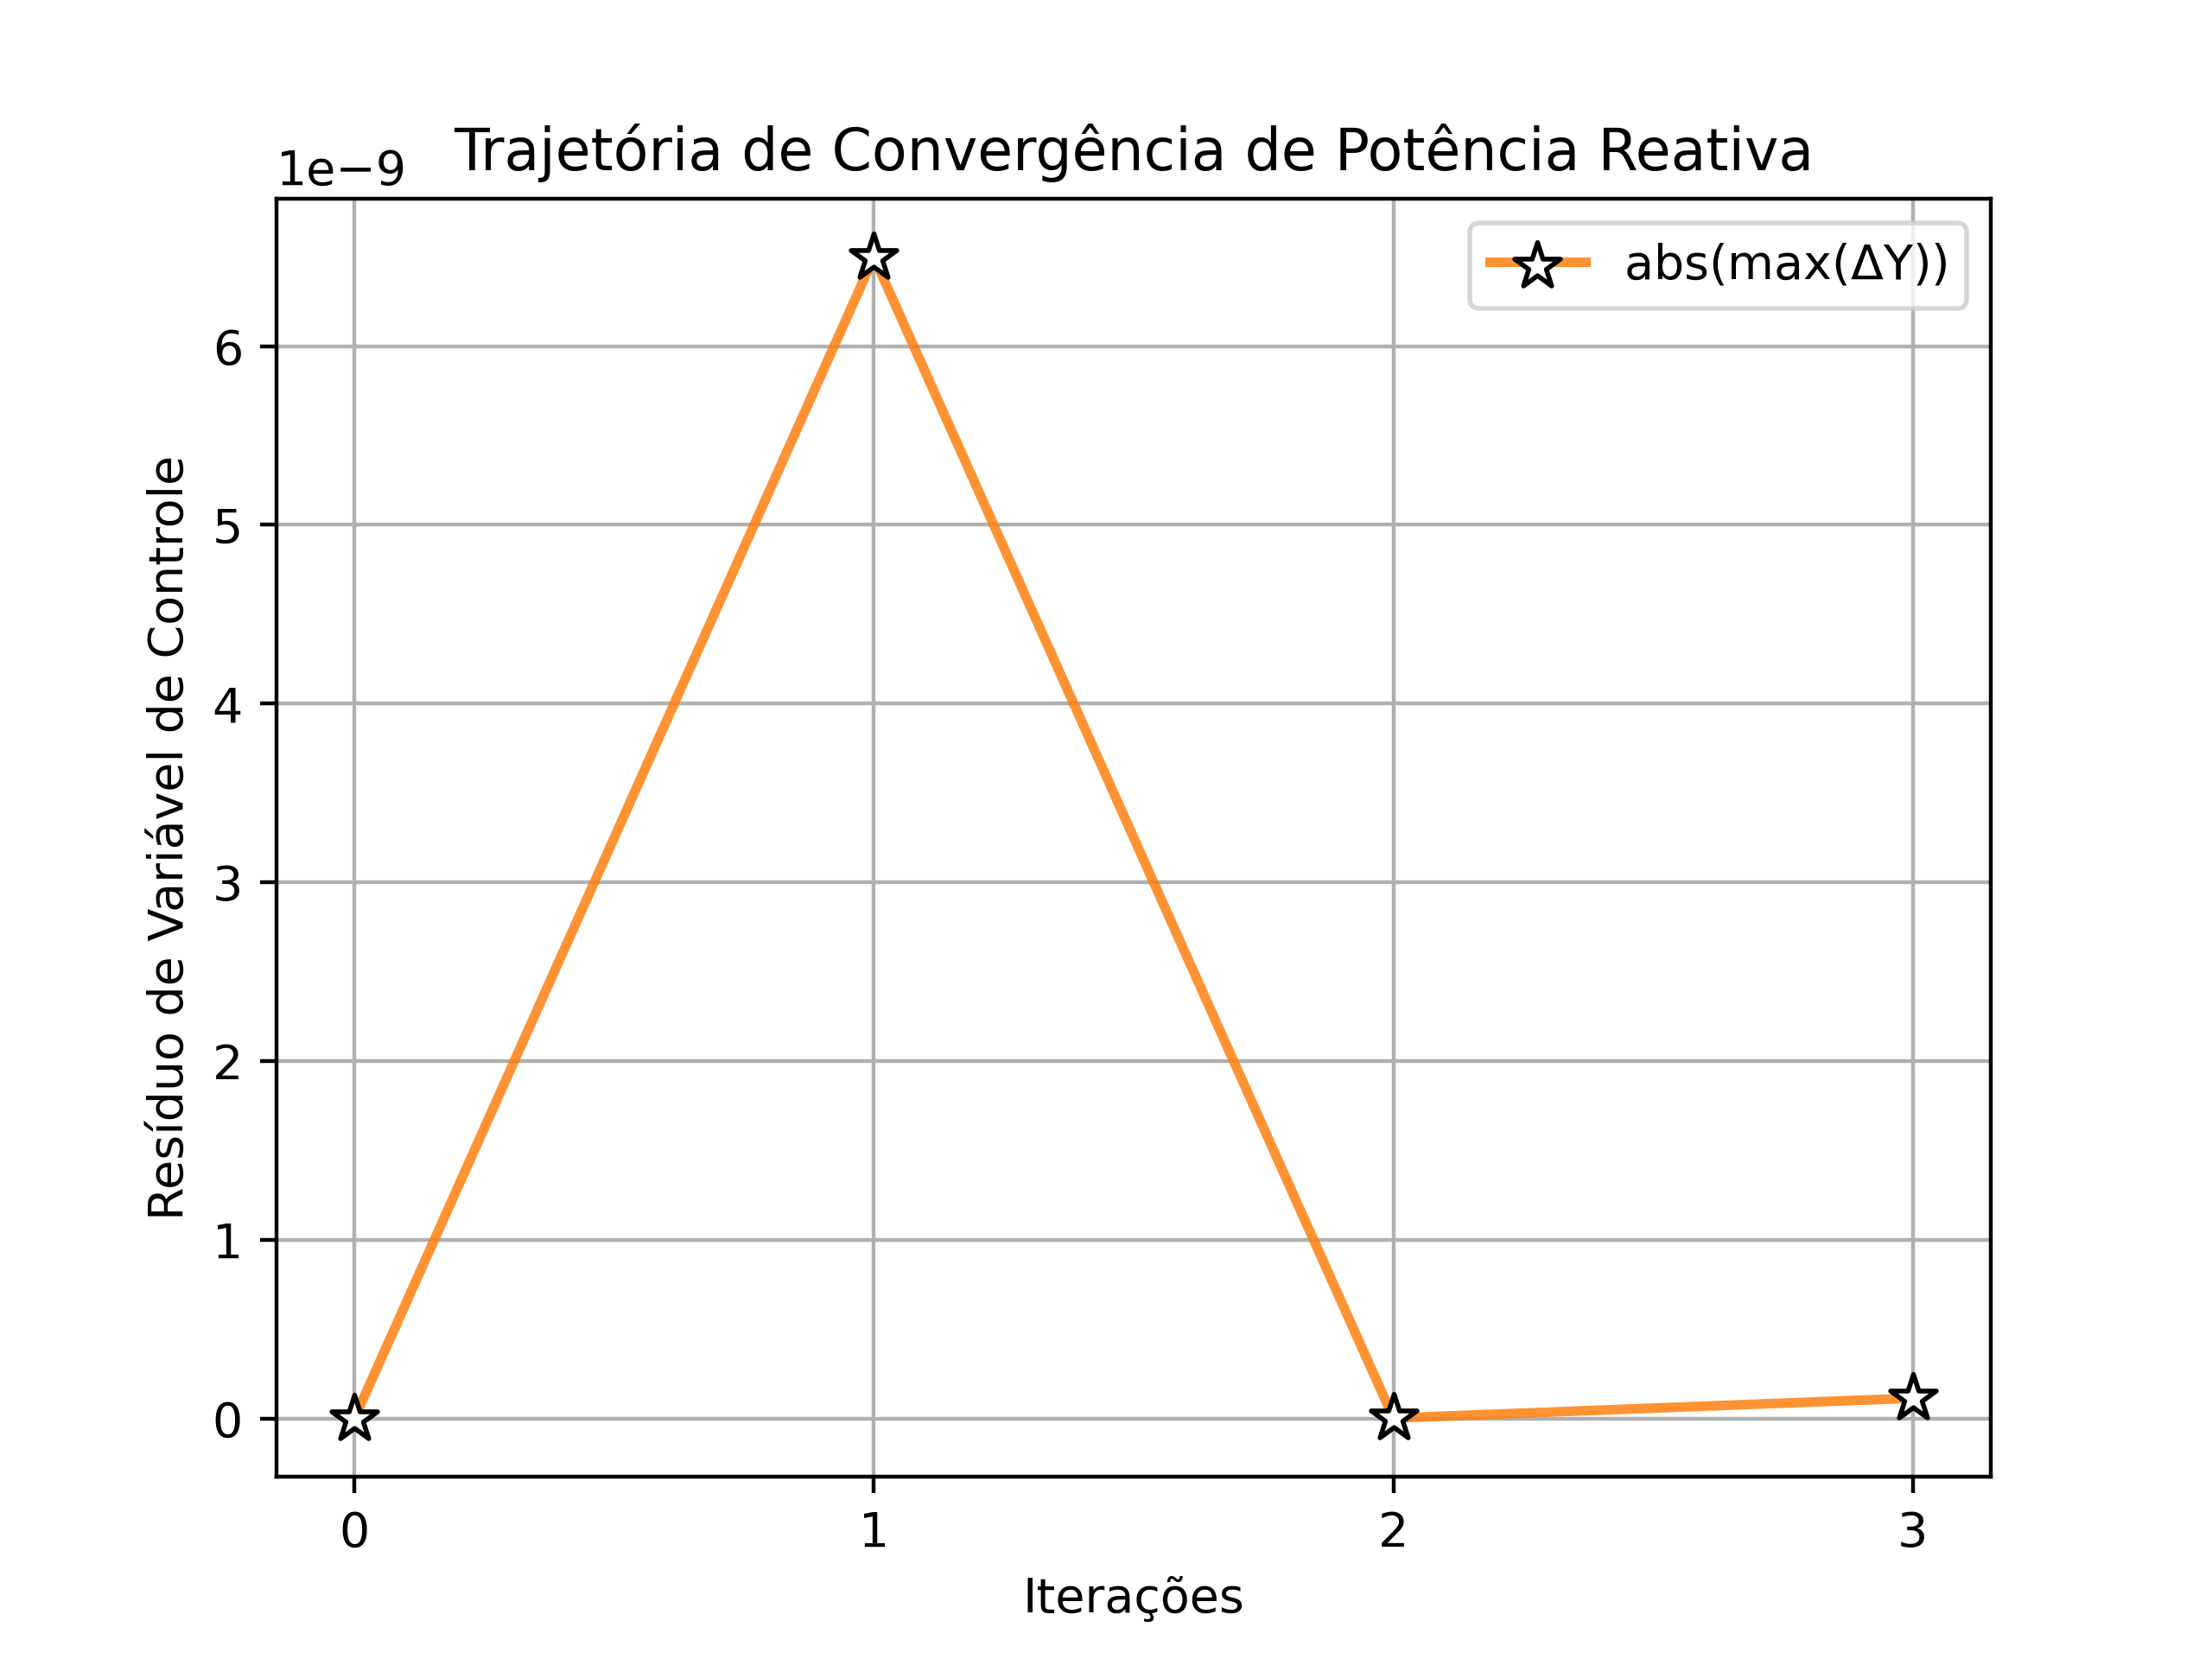 Trajetória de Convergência de Potência Reativa
1e−9
abs(max(ΔY))
Resíduo de Variável de Controle
6
5
4
3
2
1
0
0 1 2 3
Iterações